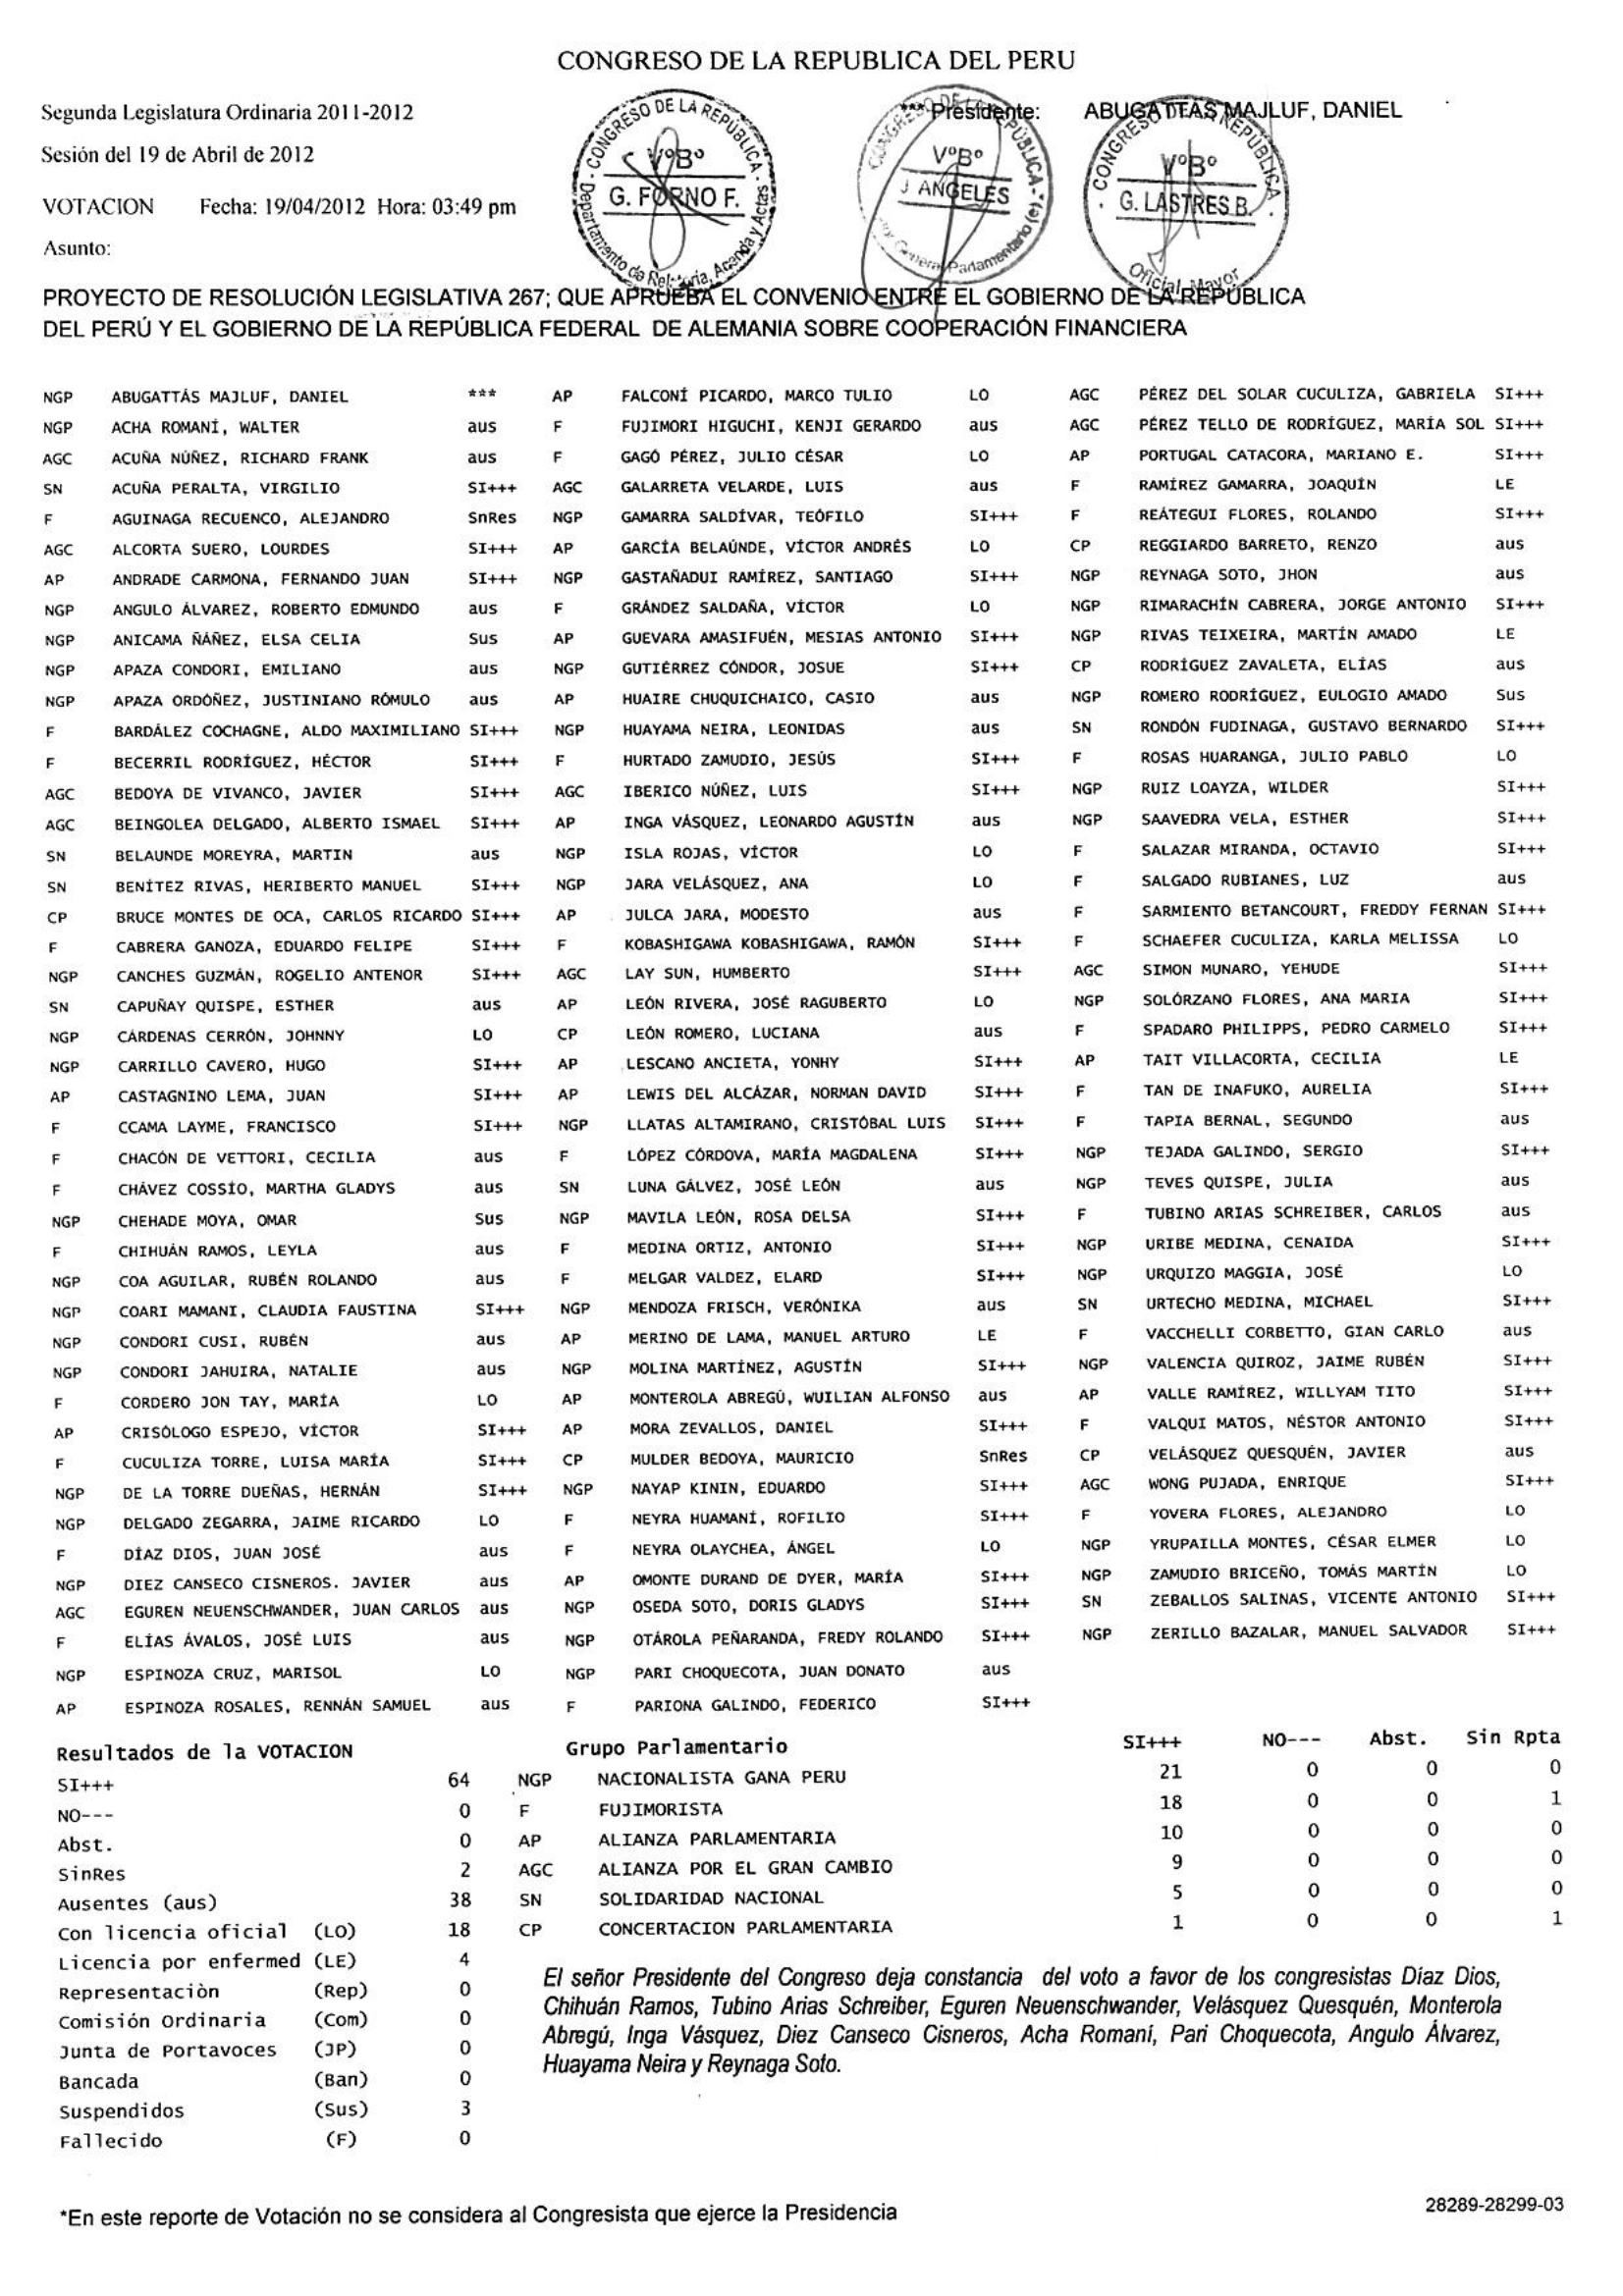 CONGRESO DE LA REPUBLICA DEL PERU
Segunda Legislatura Ordinaria 2011-2012
*** Presidente: ABUGATTÁS MAJLUF, DANIEL
Sesión del 19 de Abril de 2012
VOTACION Fecha: 19/04/2012 Hora: 03:49 pm
Asunto:
CONGRESO DE LA REPÚBLICA
VºBº
G. FORNO F.
Departamento de Relatoría, Agenda y Actas
VºBº
J ANGELES
General Parlamentario (e)
CONGRESO DE LA REPÚBLICA
VºBº
G. LASTRES B.
Oficial Mayor
PROYECTO DE RESOLUCIÓN LEGISLATIVA 267; QUE APRUEBA EL CONVENIO ENTRE EL GOBIERNO DE LA REPÚBLICA
DEL PERÚ Y EL GOBIERNO DE LA REPÚBLICA FEDERAL DE ALEMANIA SOBRE COOPERACIÓN FINANCIERA
NGP ABUGATTÁS MAJLUF, DANIEL *** AP FALCONÍ PICARDO, MARCO TULIO LO AGC PÉREZ DEL SOLAR CUCULIZA, GABRIELA SI+++
NGP ACHA ROMANÍ, WALTER aus F FUJIMORI HIGUCHI, KENJI GERARDO aus AGC PÉREZ TELLO DE RODRÍGUEZ, MARÍA SOL SI+++
AGC ACUÑA NÚÑEZ, RICHARD FRANK aus F GAGÓ PÉREZ, JULIO CÉSAR LO AP PORTUGAL CATACORA, MARIANO E. SI+++
SN ACUÑA PERALTA, VIRGILIO SI+++ AGC GALARRETA VELARDE, LUIS aus F RAMÍREZ GAMARRA, JOAQUÍN LE
F AGUINAGA RECUENCO, ALEJANDRO SnRes NGP GAMARRA SALDÍVAR, TEÓFILO SI+++ F REÁTEGUI FLORES, ROLANDO SI+++
AGC ALCORTA SUERO, LOURDES SI+++ AP GARCÍA BELAÚNDE, VÍCTOR ANDRÉS LO CP REGGIARDO BARRETO, RENZO aus
AP ANDRADE CARMONA, FERNANDO JUAN SI+++ NGP GASTAÑADUI RAMÍREZ, SANTIAGO SI+++ NGP REYNAGA SOTO, JHON aus
NGP ANGULO ÁLVAREZ, ROBERTO EDMUNDO aus F GRÁNDEZ SALDAÑA, VÍCTOR LO NGP RIMARACHÍN CABRERA, JORGE ANTONIO SI+++
NGP ANICAMA ÑÁÑEZ, ELSA CELIA Sus AP GUEVARA AMASIFUÉN, MESIAS ANTONIO SI+++ NGP RIVAS TEIXEIRA, MARTÍN AMADO LE
NGP APAZA CONDORI, EMILIANO aus NGP GUTIÉRREZ CÓNDOR, JOSUE SI+++ CP RODRÍGUEZ ZAVALETA, ELÍAS aus
NGP APAZA ORDÓÑEZ, JUSTINIANO RÓMULO aus AP HUAIRE CHUQUICHAICO, CASIO aus NGP ROMERO RODRÍGUEZ, EULOGIO AMADO Sus
F BARDÁLEZ COCHAGNE, ALDO MAXIMILIANO SI+++ NGP HUAYAMA NEIRA, LEONIDAS aus SN RONDÓN FUDINAGA, GUSTAVO BERNARDO SI+++
F BECERRIL RODRÍGUEZ, HÉCTOR SI+++ F HURTADO ZAMUDIO, JESÚS SI+++ F ROSAS HUARANGA, JULIO PABLO LO
AGC BEDOYA DE VIVANCO, JAVIER SI+++ AGC IBERICO NÚÑEZ, LUIS SI+++ NGP RUIZ LOAYZA, WILDER SI+++
AGC BEINGOLEA DELGADO, ALBERTO ISMAEL SI+++ AP INGA VÁSQUEZ, LEONARDO AGUSTÍN aus NGP SAAVEDRA VELA, ESTHER SI+++
SN BELAUNDE MOREYRA, MARTIN aus NGP ISLA ROJAS, VÍCTOR LO F SALAZAR MIRANDA, OCTAVIO SI+++
SN BENÍTEZ RIVAS, HERIBERTO MANUEL SI+++ NGP JARA VELÁSQUEZ, ANA LO F SALGADO RUBIANES, LUZ aus
CP BRUCE MONTES DE OCA, CARLOS RICARDO SI+++ AP JULCA JARA, MODESTO aus F SARMIENTO BETANCOURT, FREDDY FERNAN SI+++
F CABRERA GANOZA, EDUARDO FELIPE SI+++ F KOBASHIGAWA KOBASHIGAWA, RAMÓN SI+++ F SCHAEFER CUCULIZA, KARLA MELISSA LO
NGP CANCHES GUZMÁN, ROGELIO ANTENOR SI+++ AGC LAY SUN, HUMBERTO SI+++ AGC SIMON MUNARO, YEHUDE SI+++
SN CAPUÑAY QUISPE, ESTHER aus AP LEÓN RIVERA, JOSÉ RAGUBERTO LO NGP SOLÓRZANO FLORES, ANA MARIA SI+++
NGP CÁRDENAS CERRÓN, JOHNNY LO CP LEÓN ROMERO, LUCIANA aus F SPADARO PHILIPPS, PEDRO CARMELO SI+++
NGP CARRILLO CAVERO, HUGO SI+++ AP LESCANO ANCIETA, YONHY SI+++ AP TAIT VILLACORTA, CECILIA LE
AP CASTAGNINO LEMA, JUAN SI+++ AP LEWIS DEL ALCÁZAR, NORMAN DAVID SI+++ F TAN DE INAFUKO, AURELIA SI+++
F CCAMA LAYME, FRANCISCO SI+++ NGP LLATAS ALTAMIRANO, CRISTÓBAL LUIS SI+++ F TAPIA BERNAL, SEGUNDO aus
F CHACÓN DE VETTORI, CECILIA aus F LÓPEZ CÓRDOVA, MARÍA MAGDALENA SI+++ NGP TEJADA GALINDO, SERGIO SI+++
F CHÁVEZ COSSÍO, MARTHA GLADYS aus SN LUNA GÁLVEZ, JOSÉ LEÓN aus NGP TEVES QUISPE, JULIA aus
NGP CHEHADE MOYA, OMAR Sus NGP MAVILA LEÓN, ROSA DELSA SI+++ F TUBINO ARIAS SCHREIBER, CARLOS aus
F CHIHUÁN RAMOS, LEYLA aus F MEDINA ORTIZ, ANTONIO SI+++ NGP URIBE MEDINA, CENAIDA SI+++
NGP COA AGUILAR, RUBÉN ROLANDO aus F MELGAR VALDEZ, ELARD SI+++ NGP URQUIZO MAGGIA, JOSÉ LO
NGP COARI MAMANI, CLAUDIA FAUSTINA SI+++ NGP MENDOZA FRISCH, VERÓNIKA aus SN URTECHO MEDINA, MICHAEL SI+++
NGP CONDORI CUSI, RUBÉN aus AP MERINO DE LAMA, MANUEL ARTURO LE F VACCHELLI CORBETTO, GIAN CARLO aus
NGP CONDORI JAHUIRA, NATALIE aus NGP MOLINA MARTÍNEZ, AGUSTÍN SI+++ NGP VALENCIA QUIROZ, JAIME RUBÉN SI+++
F CORDERO JON TAY, MARÍA LO AP MONTEROLA ABREGÚ, WUILIAN ALFONSO aus AP VALLE RAMÍREZ, WILLYAM TITO SI+++
AP CRISÓLOGO ESPEJO, VÍCTOR SI+++ AP MORA ZEVALLOS, DANIEL SI+++ F VALQUI MATOS, NÉSTOR ANTONIO SI+++
F CUCULIZA TORRE, LUISA MARÍA SI+++ CP MULDER BEDOYA, MAURICIO SnRes CP VELÁSQUEZ QUESQUÉN, JAVIER aus
NGP DE LA TORRE DUEÑAS, HERNÁN SI+++ NGP NAYAP KININ, EDUARDO SI+++ AGC WONG PUJADA, ENRIQUE SI+++
NGP DELGADO ZEGARRA, JAIME RICARDO LO F NEYRA HUAMANÍ, ROFILIO SI+++ F YOVERA FLORES, ALEJANDRO LO
F DÍAZ DIOS, JUAN JOSÉ aus F NEYRA OLAYCHEA, ÁNGEL LO NGP YRUPAILLA MONTES, CÉSAR ELMER LO
NGP DIEZ CANSECO CISNEROS. JAVIER aus AP OMONTE DURAND DE DYER, MARÍA SI+++ NGP ZAMUDIO BRICEÑO, TOMÁS MARTÍN LO
AGC EGUREN NEUENSCHWANDER, JUAN CARLOS aus NGP OSEDA SOTO, DORIS GLADYS SI+++ SN ZEBALLOS SALINAS, VICENTE ANTONIO SI+++
F ELÍAS ÁVALOS, JOSÉ LUIS aus NGP OTÁROLA PEÑARANDA, FREDY ROLANDO SI+++ NGP ZERILLO BAZALAR, MANUEL SALVADOR SI+++
NGP ESPINOZA CRUZ, MARISOL LO NGP PARI CHOQUECOTA, JUAN DONATO aus
AP ESPINOZA ROSALES, RENNÁN SAMUEL aus F PARIONA GALINDO, FEDERICO SI+++
Resultados de la VOTACION Grupo Parlamentario SI+++ NO--- Abst. Sin Rpta
SI+++ 64 NGP NACIONALISTA GANA PERU 21 0 0 0
NO--- 0 F FUJIMORISTA 18 0 0 1
Abst. 0 AP ALIANZA PARLAMENTARIA 10 0 0 0
SinRes 2 AGC ALIANZA POR EL GRAN CAMBIO 9 0 0 0
Ausentes (aus) 38 SN SOLIDARIDAD NACIONAL 5 0 0 0
Con licencia oficial (LO) 18 CP CONCERTACION PARLAMENTARIA 1 0 0 1
Licencia por enfermed (LE) 4
Representaciòn (Rep) 0
Comisión Ordinaria (Com) 0
Junta de Portavoces (JP) 0
Bancada (Ban) 0
Suspendidos (Sus) 3
Fallecido (F) 0
El señor Presidente del Congreso deja constancia del voto a favor de los congresistas Díaz Dios,
Chihuán Ramos, Tubino Arias Schreiber, Eguren Neuenschwander, Velásquez Quesquén, Monterola
Abregú, Inga Vásquez, Diez Canseco Cisneros, Acha Romaní, Pari Choquecota, Angulo Álvarez,
Huayama Neira y Reynaga Soto.
*En este reporte de Votación no se considera al Congresista que ejerce la Presidencia
28289-28299-03